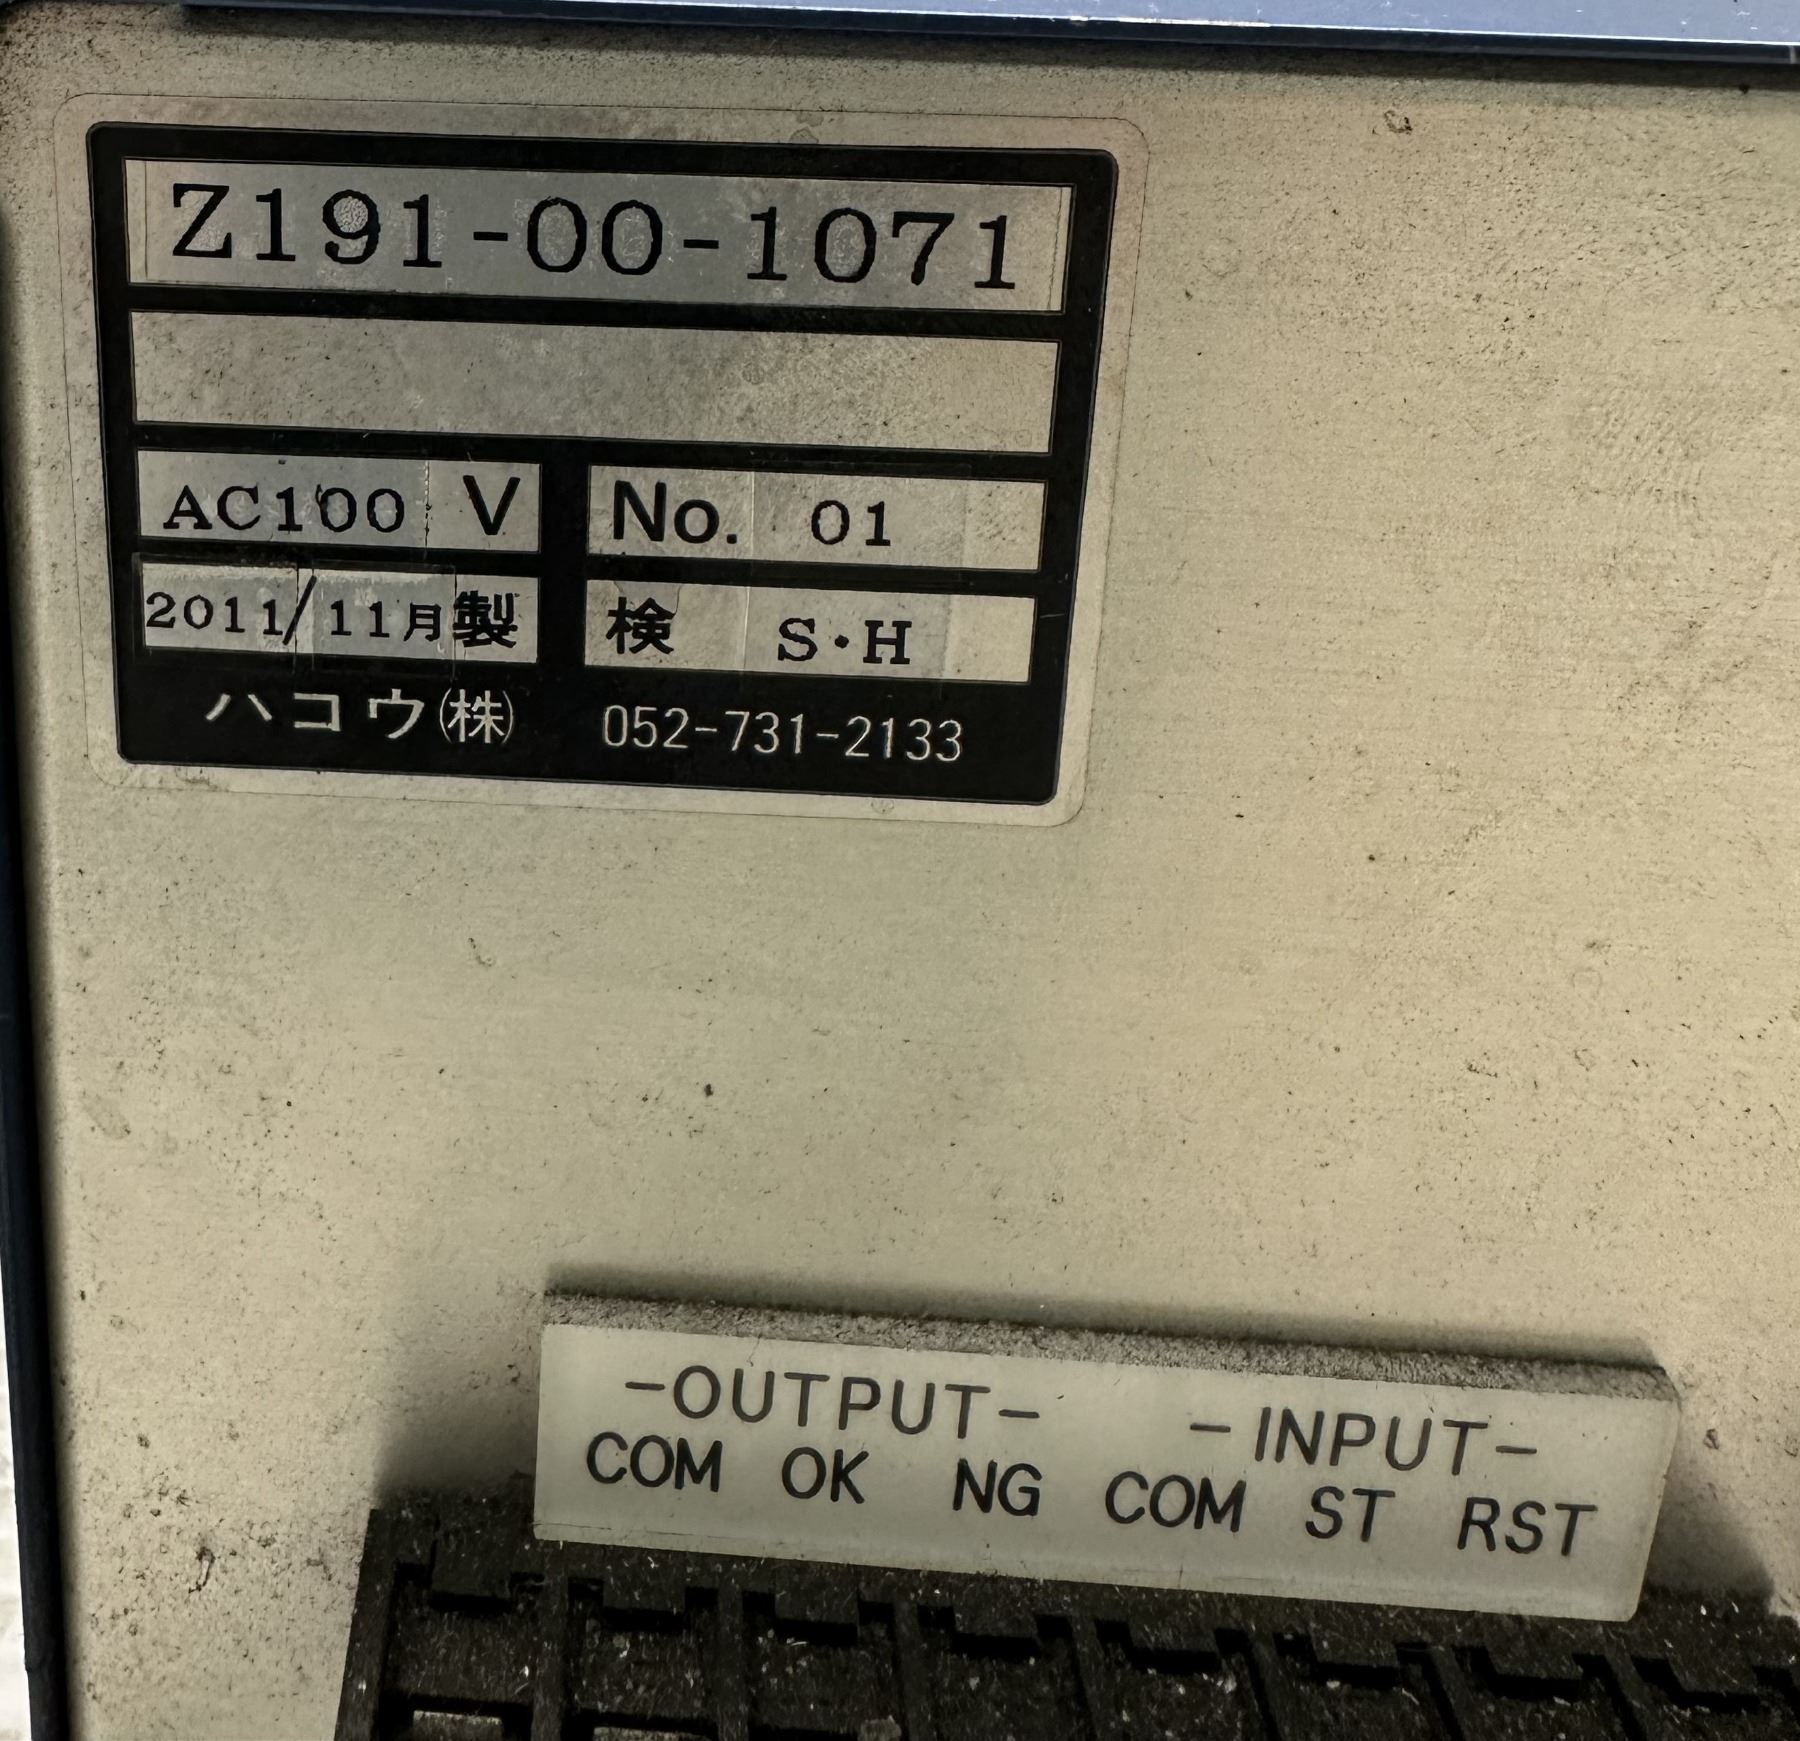 Z191-00-1071
AC100 V No. 01
2011/11月製 検 S・H
ハコウ㈱ 052-731-2133
-OUTPUT- -INPUT-
COM OK NG COM ST RST